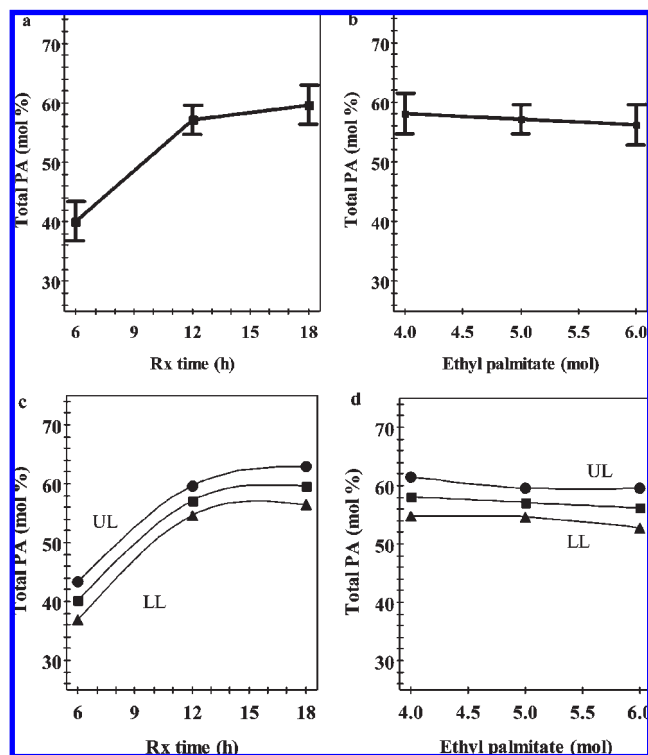 a
70
60
50
40
30
Total PA (mol %)
6 9 12 15 18
Rx time (h)
b
70
60
50
40
30
Total PA (mol %)
4.0 4.5 5.0 5.5 6.0
Ethyl palmitate (mol)
c
70
60
50
40
30
Total PA (mol %)
UL
LL
6 9 12 15 18
Rx time (h)
d
70
60
50
40
30
Total PA (mol %)
UL
LL
4.0 4.5 5.0 5.5 6.0
Ethyl palmitate (mol)